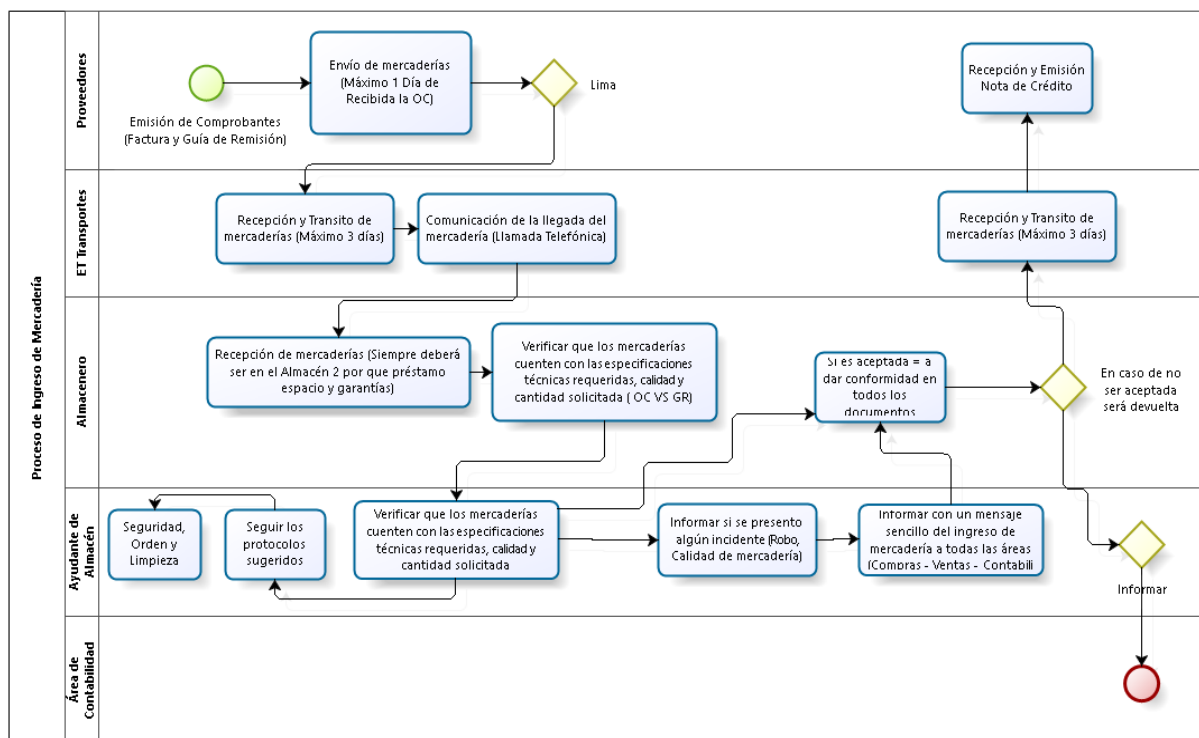 Proceso de Ingreso de Mercadería
Proveedores
Emisión de Comprobantes
(Factura y Guía de Remisión)
Envío de mercaderías
(Máximo 1 Día de
Recibida la OC)
Lima
Recepción y Emisión
Nota de Crédito
ET Transportes
Recepción y Transito de
mercaderías (Máximo 3 días)
Comunicación de la llegada del
mercadería (Llamada Telefónica)
Recepción y Transito de
mercaderías (Máximo 3 días)
Almacenero
Recepción de mercaderías (Siempre deberá
ser en el Almacén 2 por que préstamo
espacio y garantías)
Verificar que los mercaderías
cuenten con las especificaciones
técnicas requeridas, calidad y
cantidad solicitada ( OC VS GR)
Si es aceptada = a
dar conformidad en
todos los
documentos
En caso de no
ser aceptada
será devuelta
Ayudante de
Almacén
Seguridad,
Orden y
Limpieza
Seguir los
protocolos
sugeridos
Verificar que los mercaderías
cuenten con las especificaciones
técnicas requeridas, calidad y
cantidad solicitada
Informar si se presento
algún incidente (Robo,
Calidad de mercadería)
Informar con un mensaje
sencillo del ingreso de
mercadería a todas las áreas
(Compras - Ventas - Contabili
Informar
Área de
Contabilidad